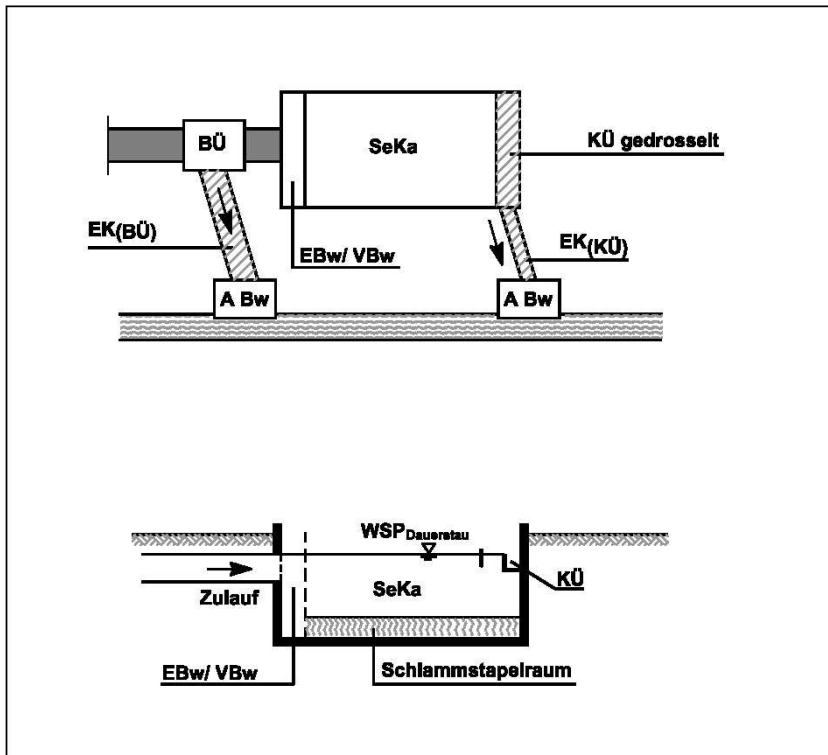 BÜ
SeKa
KÜ gedrosselt
EK(BÜ)
EBw/ VBw
EK(KÜ)
A Bw
A Bw
WSPDauerstau
KÜ
Zulauf
SeKa
EBw/ VBw
Schlammstapelraum